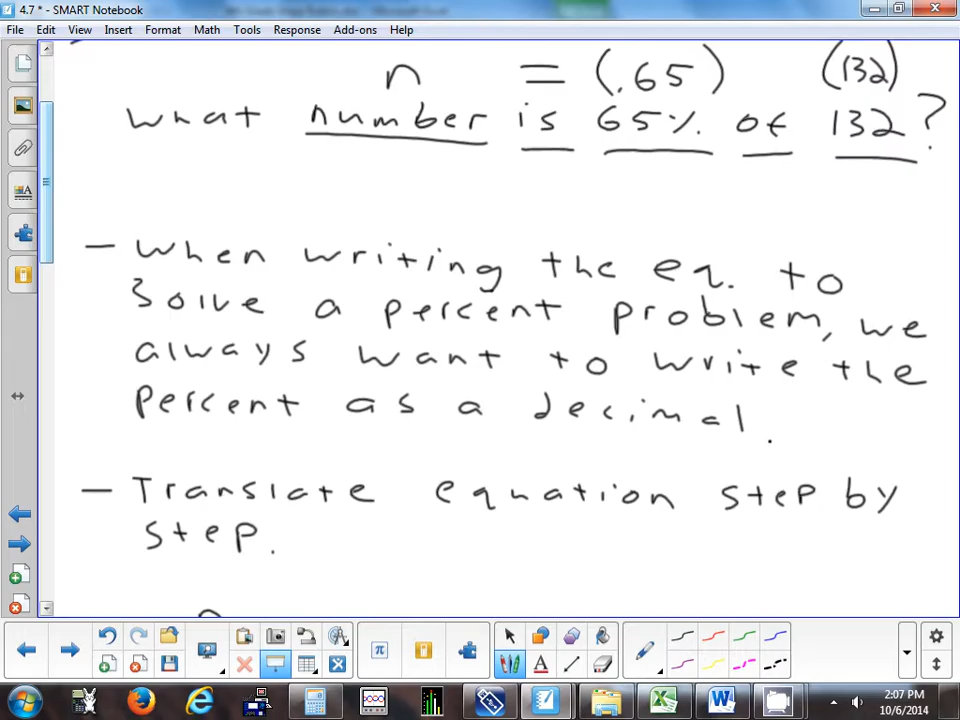 4.7 * - SMART Notebook
File Edit View Insert Format Math Tools Response Add-ons Help
n = (.65) (132)
what number is 65% of 132?
- When writing the eq. to
solve a percent problem, we
always want to write the
percent as a decimal.
- Translate equation step by
step.
2:07 PM
10/6/2014